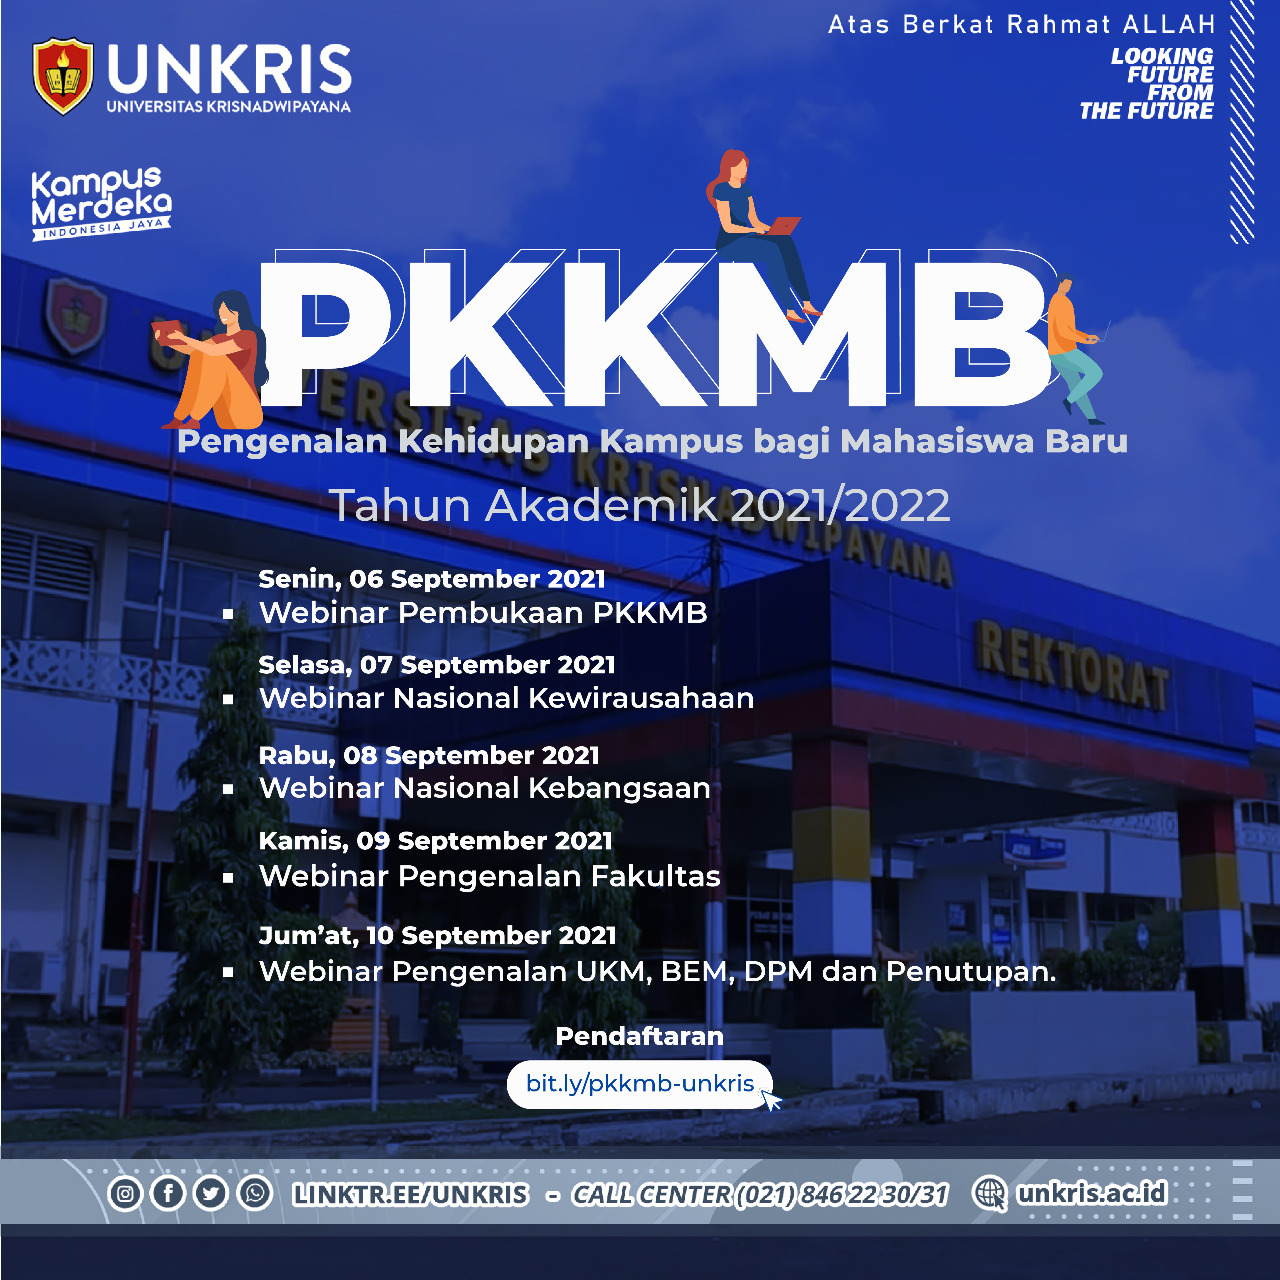 UNKRIS
UNIVERSITAS KRISNADWIPAYANA
Atas Berkat Rahmat ALLAH
LOOKING
FUTURE
FROM
THE FUTURE
Kampus
Merdeka
INDONESIA JAYA
PKKMB
Pengenalan Kehidupan Kampus bagi Mahasiswa Baru
Tahun Akademik 2021/2022
UNIVERSITAS KRISNADWIPAYANA
REKTORAT
Senin, 06 September 2021
▪ Webinar Pembukaan PKKMB
Selasa, 07 September 2021
▪ Webinar Nasional Kewirausahaan
Rabu, 08 September 2021
▪ Webinar Nasional Kebangsaan
Kamis, 09 September 2021
▪ Webinar Pengenalan Fakultas
Jum’at, 10 September 2021
▪ Webinar Pengenalan UKM, BEM, DPM dan Penutupan.
ATM
Pendaftaran
bit.ly/pkkmb-unkris
LINKTR.EE/UNKRIS - CALL CENTER (021) 846 22 30/31 unkris.ac.id